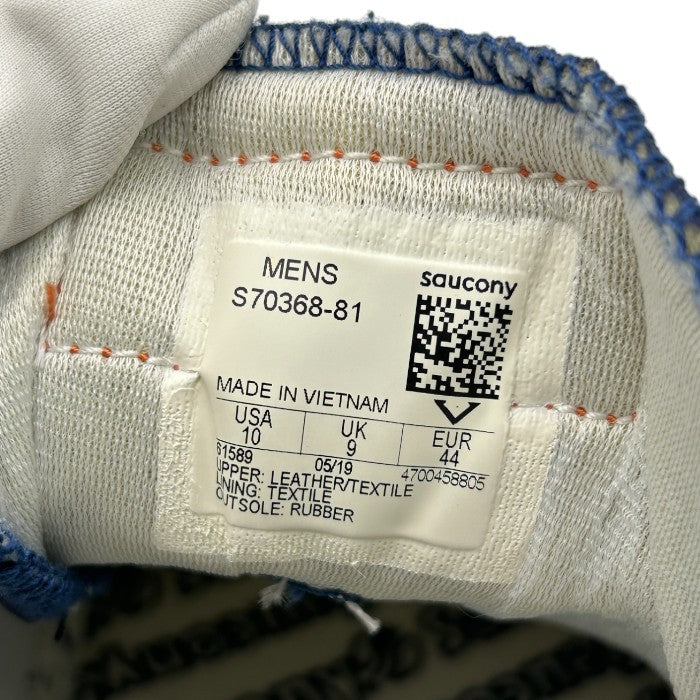 MENS
S70368-81
saucony
MADE IN VIETNAM
USA UK EUR
10 9 44
61589 05/19 4700458805
UPPER: LEATHER/TEXTILE
LINING: TEXTILE
OUTSOLE: RUBBER